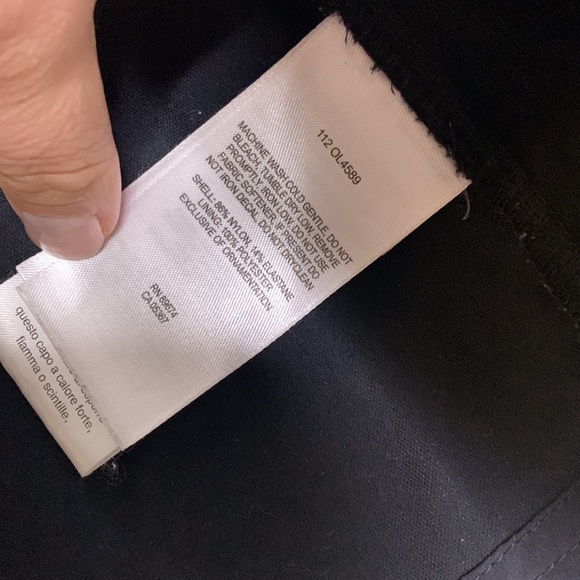 112 OL4589
MACHINE WASH COLD GENTLE. DO NOT
BLEACH. TUMBLE DRY LOW. REMOVE
PROMPTLY. IRON LOW. DO NOT USE
FABRIC SOFTENER. IF PRESENT DO
NOT IRON DECAL. DO NOT DRYCLEAN
SHELL: 86% NYLON, 14% ELASTANE
LINING: 100% POLYESTER
EXCLUSIVE OF ORNAMENTATION
RN 89674
CA 05367
questo capo a calore forte,
fiamma o scintille.